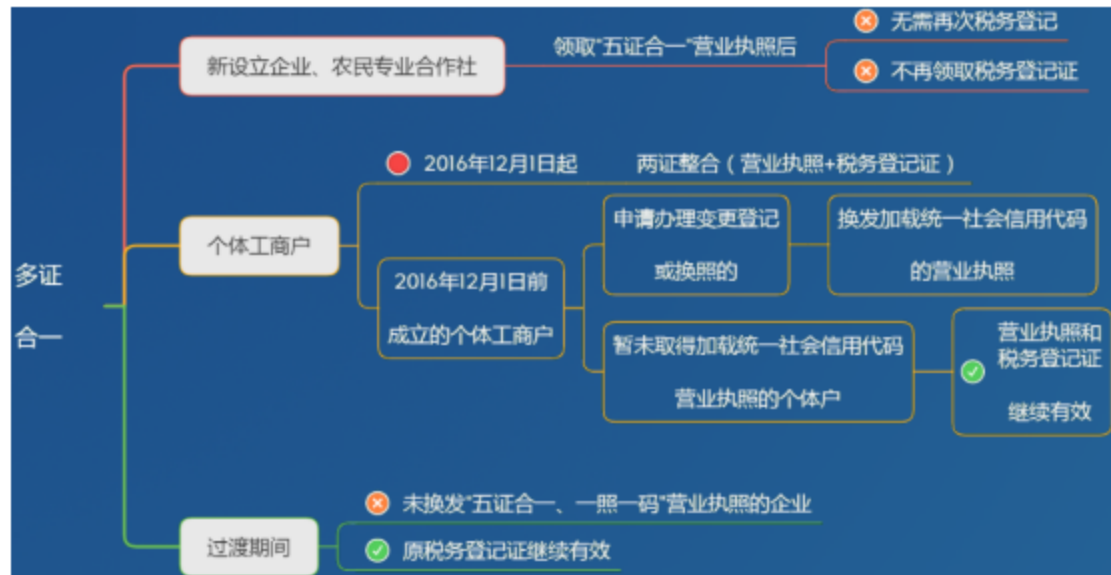 多证
合一
新设立企业、农民专业合作社
领取"五证合一"营业执照后
无需再次税务登记
不再领取税务登记证
个体工商户
2016年12月1日起
两证整合（营业执照+税务登记证）
2016年12月1日前
成立的个体工商户
申请办理变更登记
或换照的
换发加载统一社会信用代码
的营业执照
暂未取得加载统一社会信用代码
营业执照的个体户
营业执照和
税务登记证
继续有效
过渡期间
未换发"五证合一、一照一码"营业执照的企业
原税务登记证继续有效